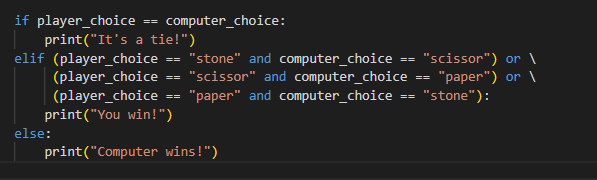 if player_choice == computer_choice:
    print("It's a tie!")
elif (player_choice == "stone" and computer_choice == "scissor") or \
     (player_choice == "scissor" and computer_choice == "paper") or \
     (player_choice == "paper" and computer_choice == "stone"):
    print("You win!")
else:
    print("Computer wins!")